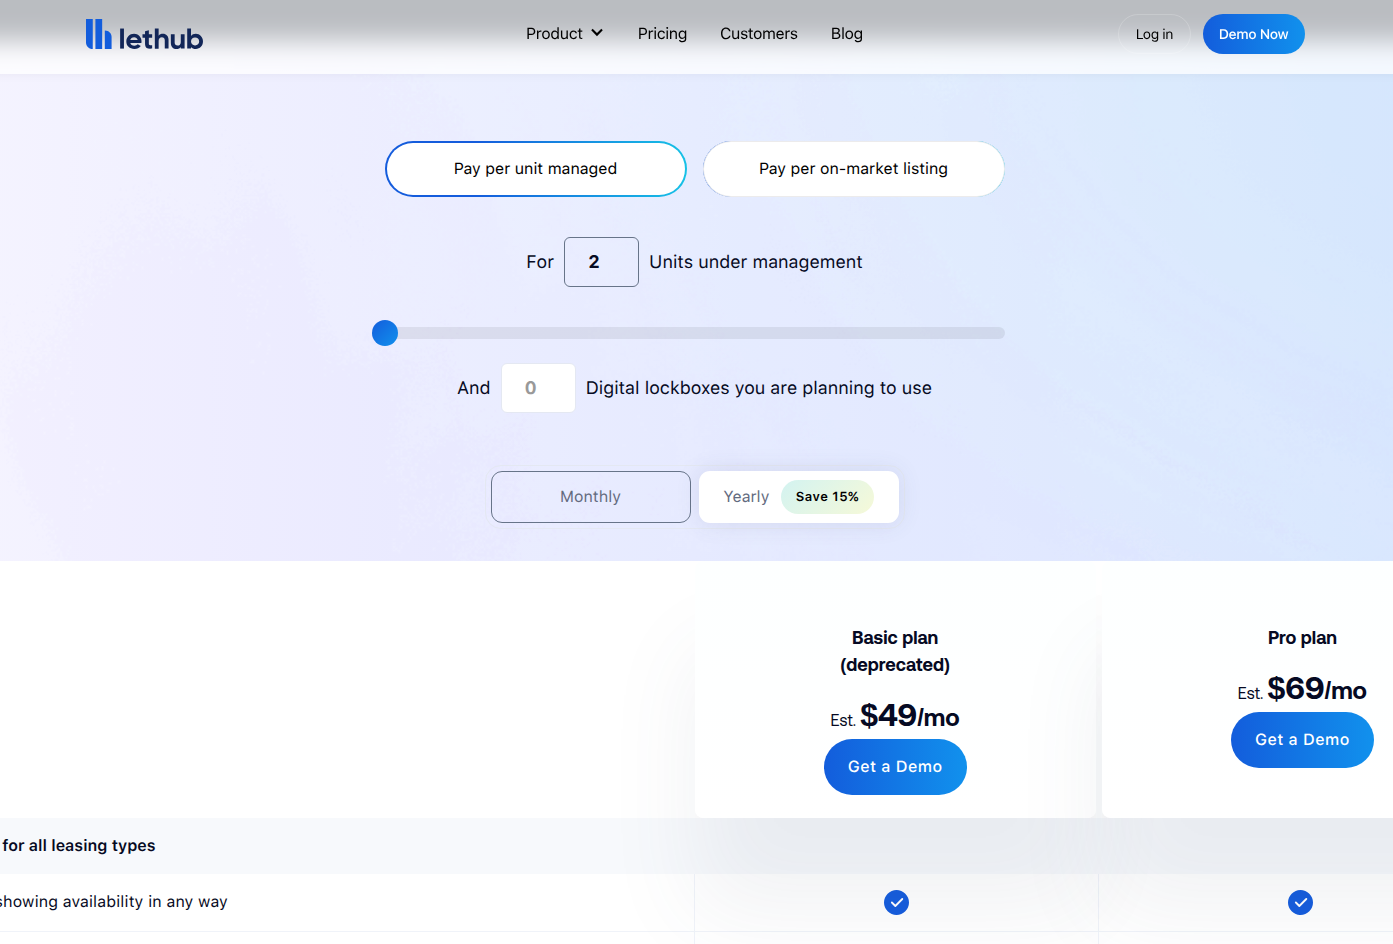 lethub
Product
Pricing
Customers
Blog
Log in
Demo Now
Pay per unit managed
Pay per on-market listing
For 2 Units under management
And 0 Digital lockboxes you are planning to use
Monthly
Yearly Save 15%
Basic plan
(deprecated)
Est. $49/mo
Get a Demo
Pro plan
Est. $69/mo
Get a Demo
for all leasing types
showing availability in any way